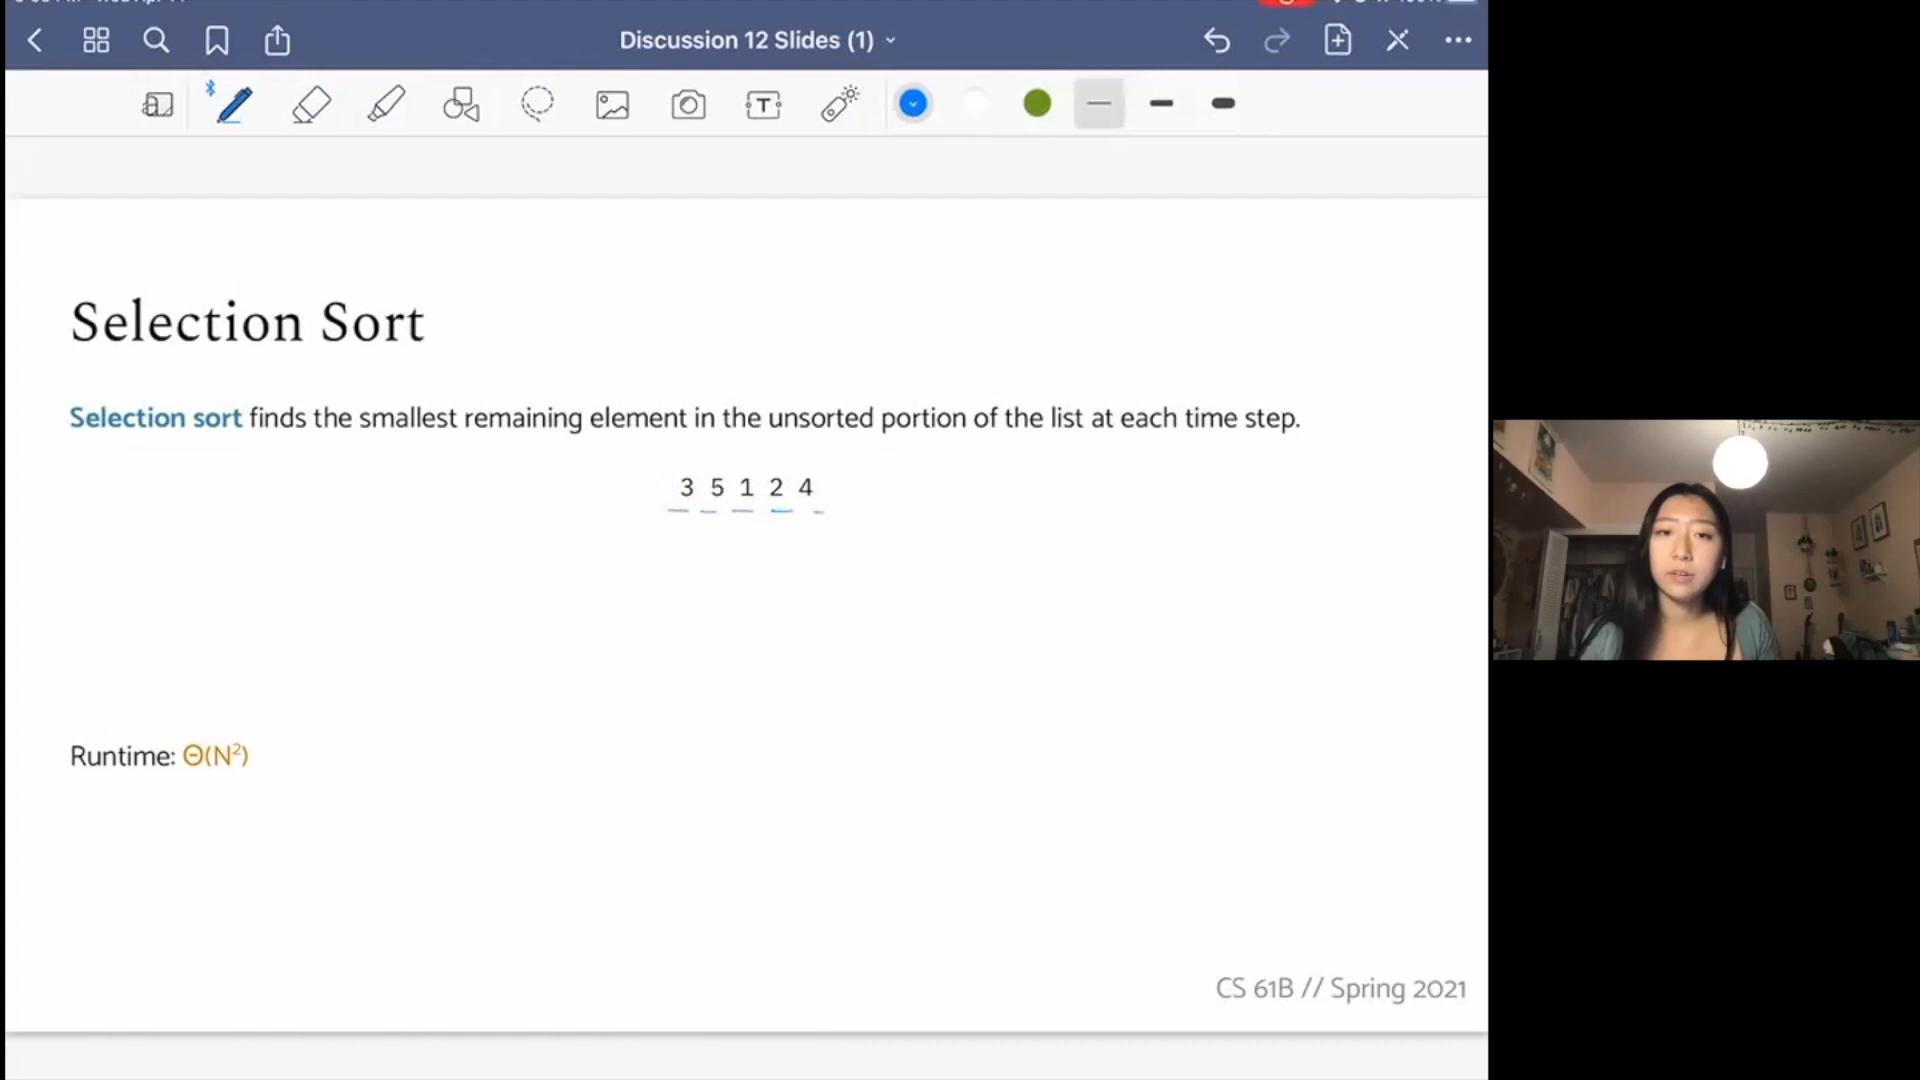 Discussion 12 Slides (1)
Selection Sort
Selection sort finds the smallest remaining element in the unsorted portion of the list at each time step.
3 5 1 2 4
Runtime: Θ(N²)
CS 61B // Spring 2021